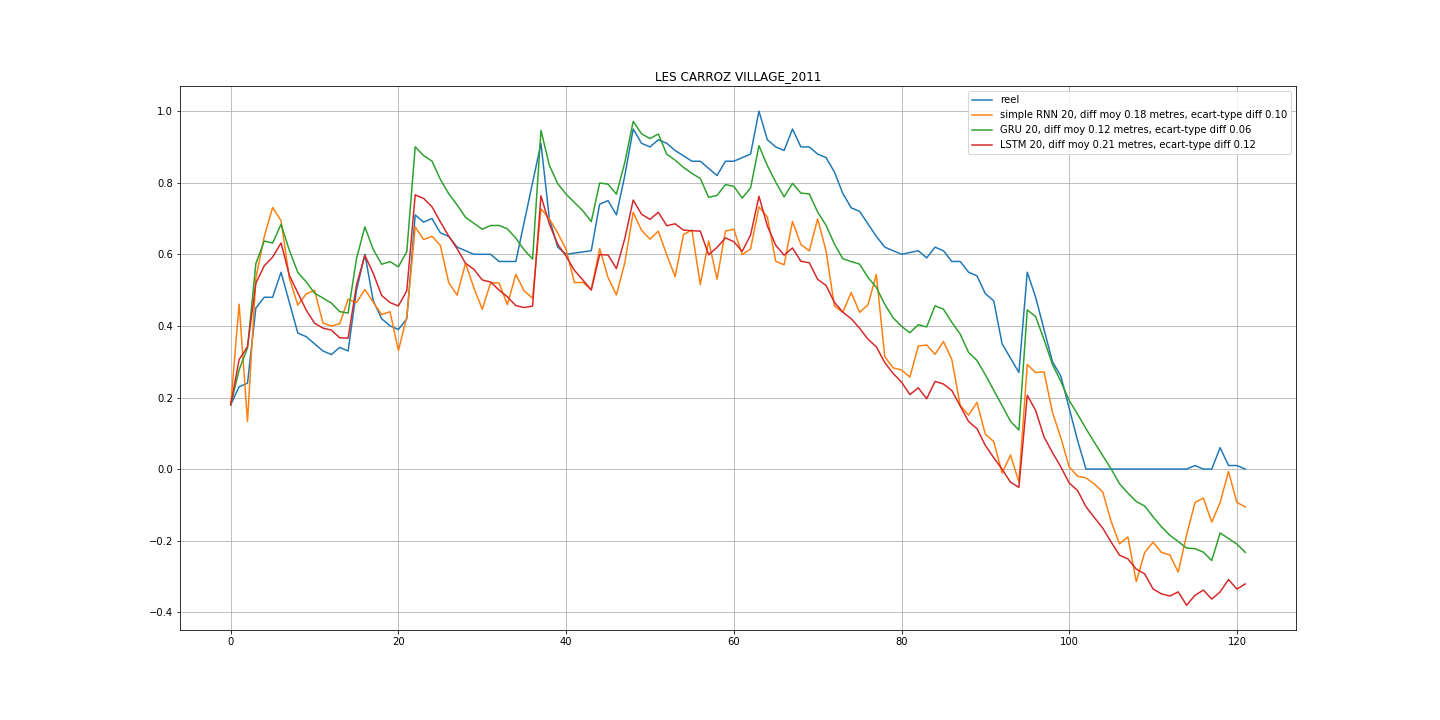 LES CARROZ VILLAGE_2011
reel
simple RNN 20, diff moy 0.18 metres, ecart-type diff 0.10
GRU 20, diff moy 0.12 metres, ecart-type diff 0.06
LSTM 20, diff moy 0.21 metres, ecart-type diff 0.12
1.0
0.8
0.6
0.4
0.2
0.0
−0.2
−0.4
0 20 40 60 80 100 120